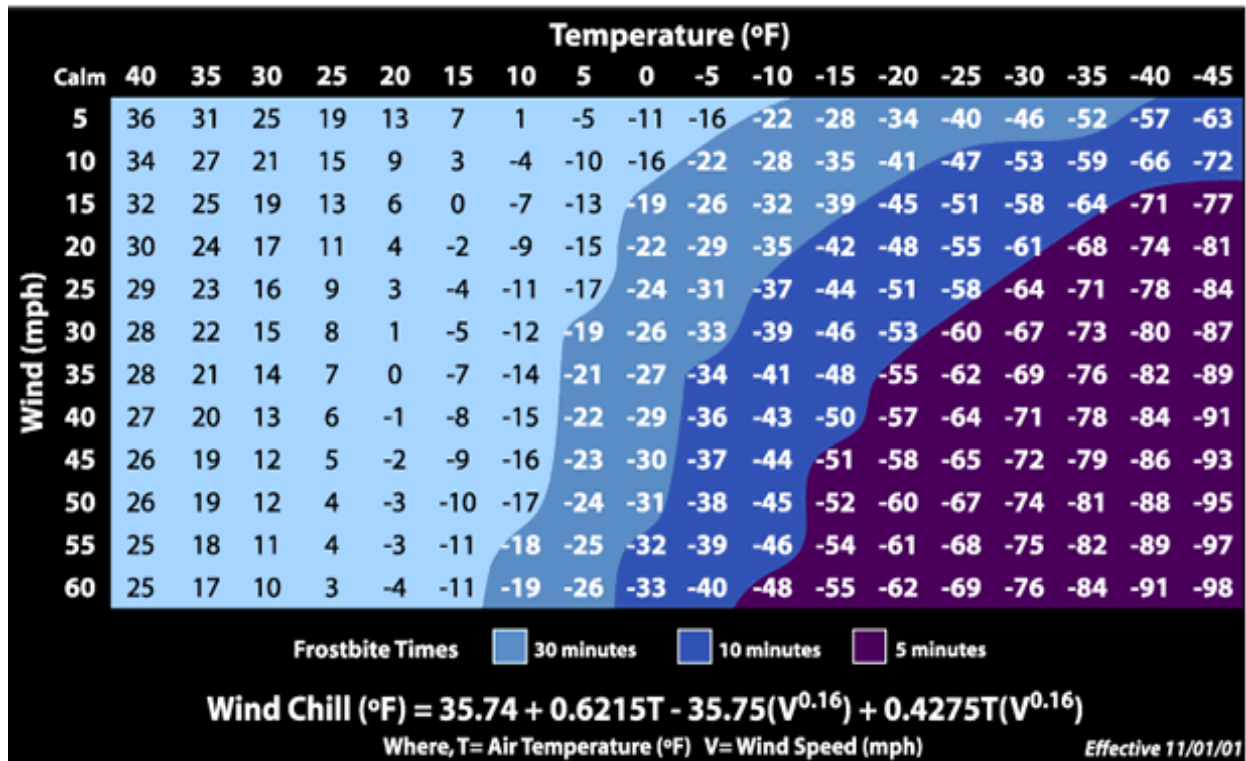 Temperature (ºF)
Calm 40 35 30 25 20 15 10 5 0 -5 -10 -15 -20 -25 -30 -35 -40 -45
5 36 31 25 19 13 7 1 -5 -11 -16 -22 -28 -34 -40 -46 -52 -57 -63
10 34 27 21 15 9 3 -4 -10 -16 -22 -28 -35 -41 -47 -53 -59 -66 -72
15 32 25 19 13 6 0 -7 -13 -19 -26 -32 -39 -45 -51 -58 -64 -71 -77
20 30 24 17 11 4 -2 -9 -15 -22 -29 -35 -42 -48 -55 -61 -68 -74 -81
25 29 23 16 9 3 -4 -11 -17 -24 -31 -37 -44 -51 -58 -64 -71 -78 -84
30 28 22 15 8 1 -5 -12 -19 -26 -33 -39 -46 -53 -60 -67 -73 -80 -87
35 28 21 14 7 0 -7 -14 -21 -27 -34 -41 -48 -55 -62 -69 -76 -82 -89
40 27 20 13 6 -1 -8 -15 -22 -29 -36 -43 -50 -57 -64 -71 -78 -84 -91
45 26 19 12 5 -2 -9 -16 -23 -30 -37 -44 -51 -58 -65 -72 -79 -86 -93
50 26 19 12 4 -3 -10 -17 -24 -31 -38 -45 -52 -60 -67 -74 -81 -88 -95
55 25 18 11 4 -3 -11 -18 -25 -32 -39 -46 -54 -61 -68 -75 -82 -89 -97
60 25 17 10 3 -4 -11 -19 -26 -33 -40 -48 -55 -62 -69 -76 -84 -91 -98
Wind (mph)
Frostbite Times 30 minutes 10 minutes 5 minutes
Wind Chill (ºF) = 35.74 + 0.6215T - 35.75(V^0.16) + 0.4275T(V^0.16)
Where, T= Air Temperature (ºF) V= Wind Speed (mph) Effective 11/01/01